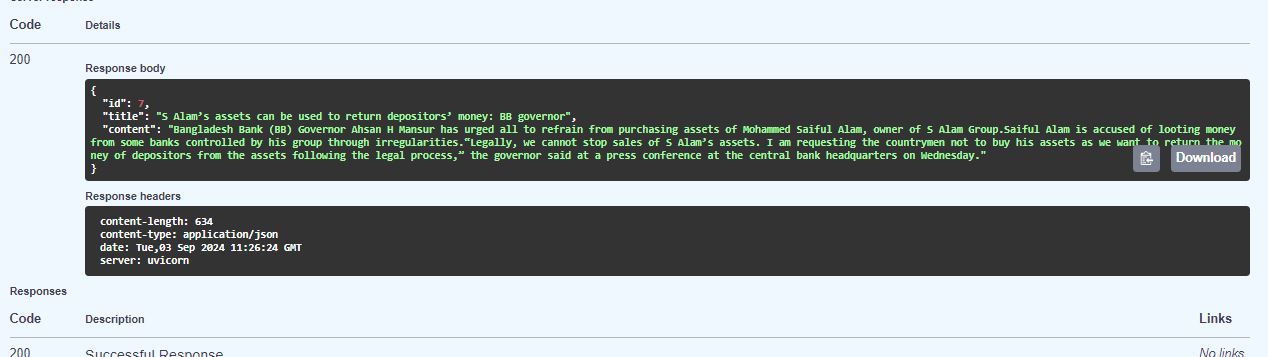 Server response
Code Details
200
Response body
{
  "id": 7,
  "title": "S Alam’s assets can be used to return depositors’ money: BB governor",
  "content": "Bangladesh Bank (BB) Governor Ahsan H Mansur has urged all to refrain from purchasing assets of Mohammed Saiful Alam, owner of S Alam Group.Saiful Alam is accused of looting money
from some banks controlled by his group through irregularities.“Legally, we cannot stop sales of S Alam’s assets. I am requesting the countrymen not to buy his assets as we want to return the mo
ney of depositors from the assets following the legal process,” the governor said at a press conference at the central bank headquarters on Wednesday."
}
Download
Response headers
content-length: 634
content-type: application/json
date: Tue,03 Sep 2024 11:26:24 GMT
server: uvicorn
Responses
Code Description Links
200 Successful Response No links